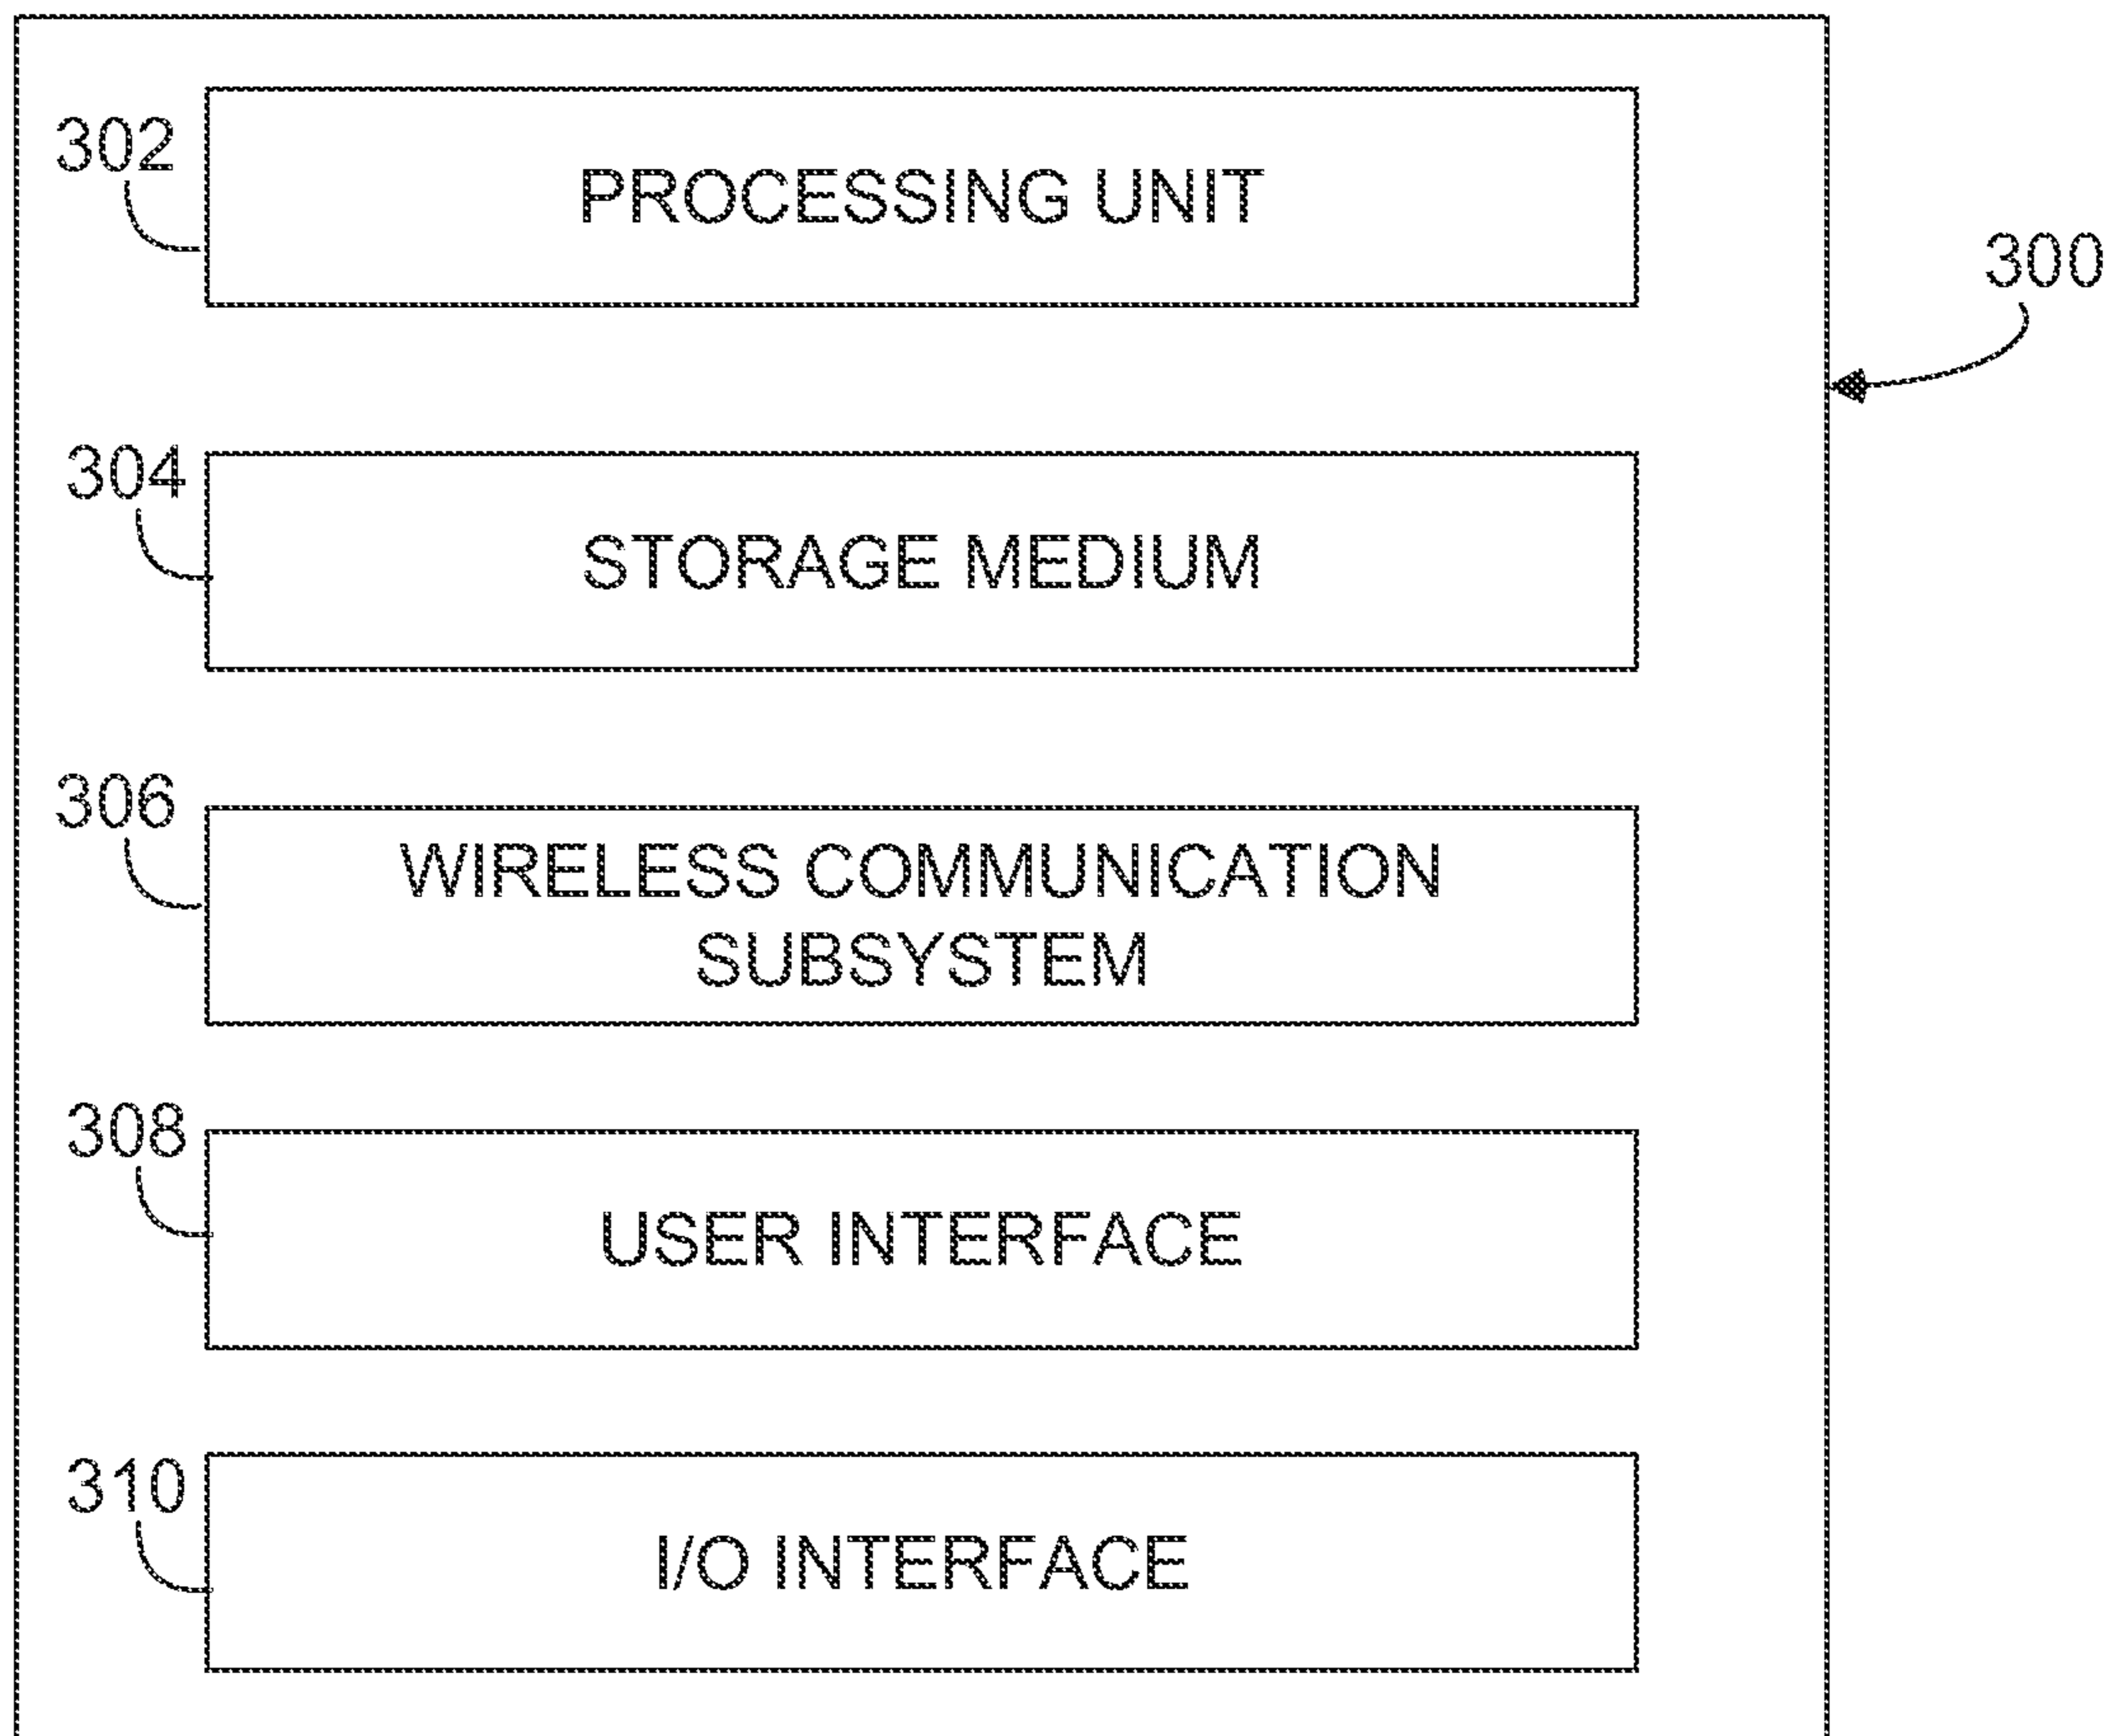 302
PROCESSING UNIT
300
304
STORAGE MEDIUM
306
WIRELESS COMMUNICATION
SUBSYSTEM
308
USER INTERFACE
310
I/O INTERFACE